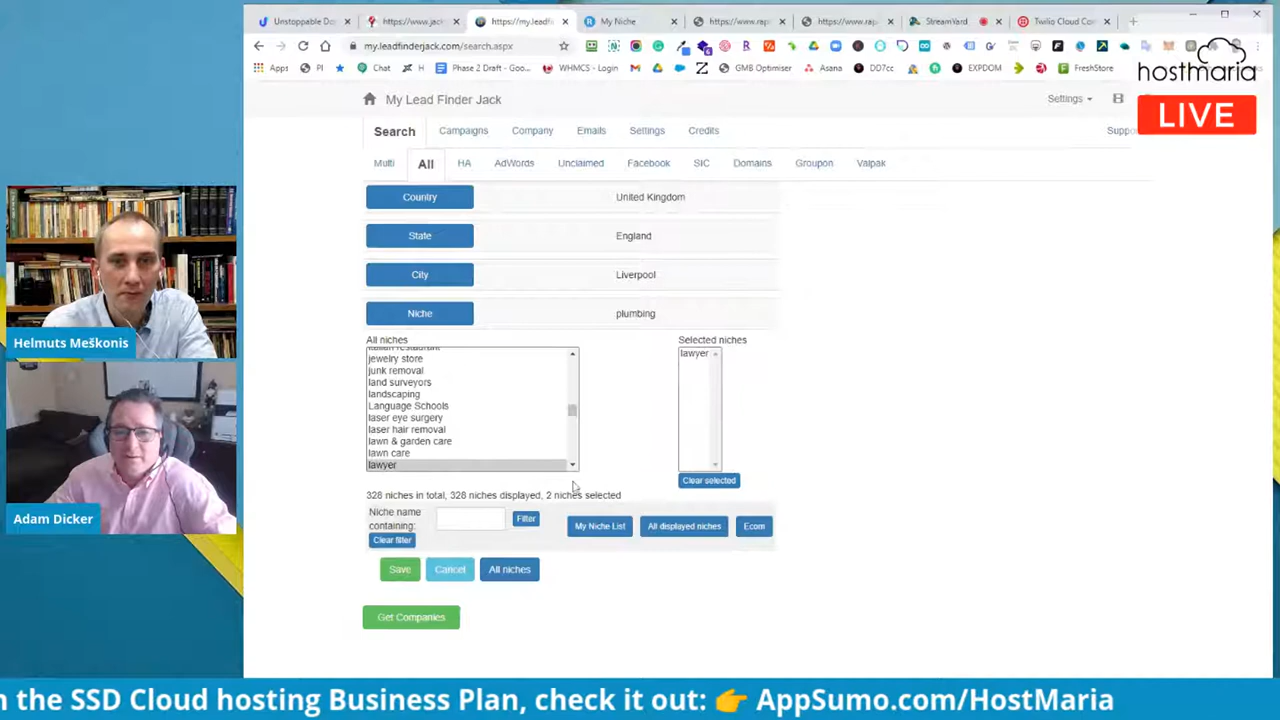 Unstoppable Do
https://www.jack
https://my.leadfi
My Niche
https://www.rap
https://www.rap
StreamYard
Twilio Cloud Com
my.leadfinderjack.com/search.aspx
Apps
PI
Chat
H
Phase 2 Draft - Goo...
WHMCS - Login
GMB Optimiser
Asana
DD7cc
EXPDOM
FreshStore
hostmaria
LIVE
My Lead Finder Jack
Settings
Search
Campaigns
Company
Emails
Settings
Credits
Suppo
Multi
All
HA
AdWords
Unclaimed
Facebook
SIC
Domains
Groupon
Valpak
Country
United Kingdom
State
England
City
Liverpool
Niche
plumbing
All niches
Selected niches
italian restaurant
jewelry store
junk removal
land surveyors
landscaping
Language Schools
laser eye surgery
laser hair removal
lawn & garden care
lawn care
lawyer
lawyer
Clear selected
328 niches in total, 328 niches displayed, 2 niches selected
Niche name
containing:
Filter
Clear filter
My Niche List
All displayed niches
Ecom
Save
Cancel
All niches
Get Companies
Helmuts Meškonis
Adam Dicker
n the SSD Cloud hosting Business Plan, check it out: 👉 AppSumo.com/HostMaria